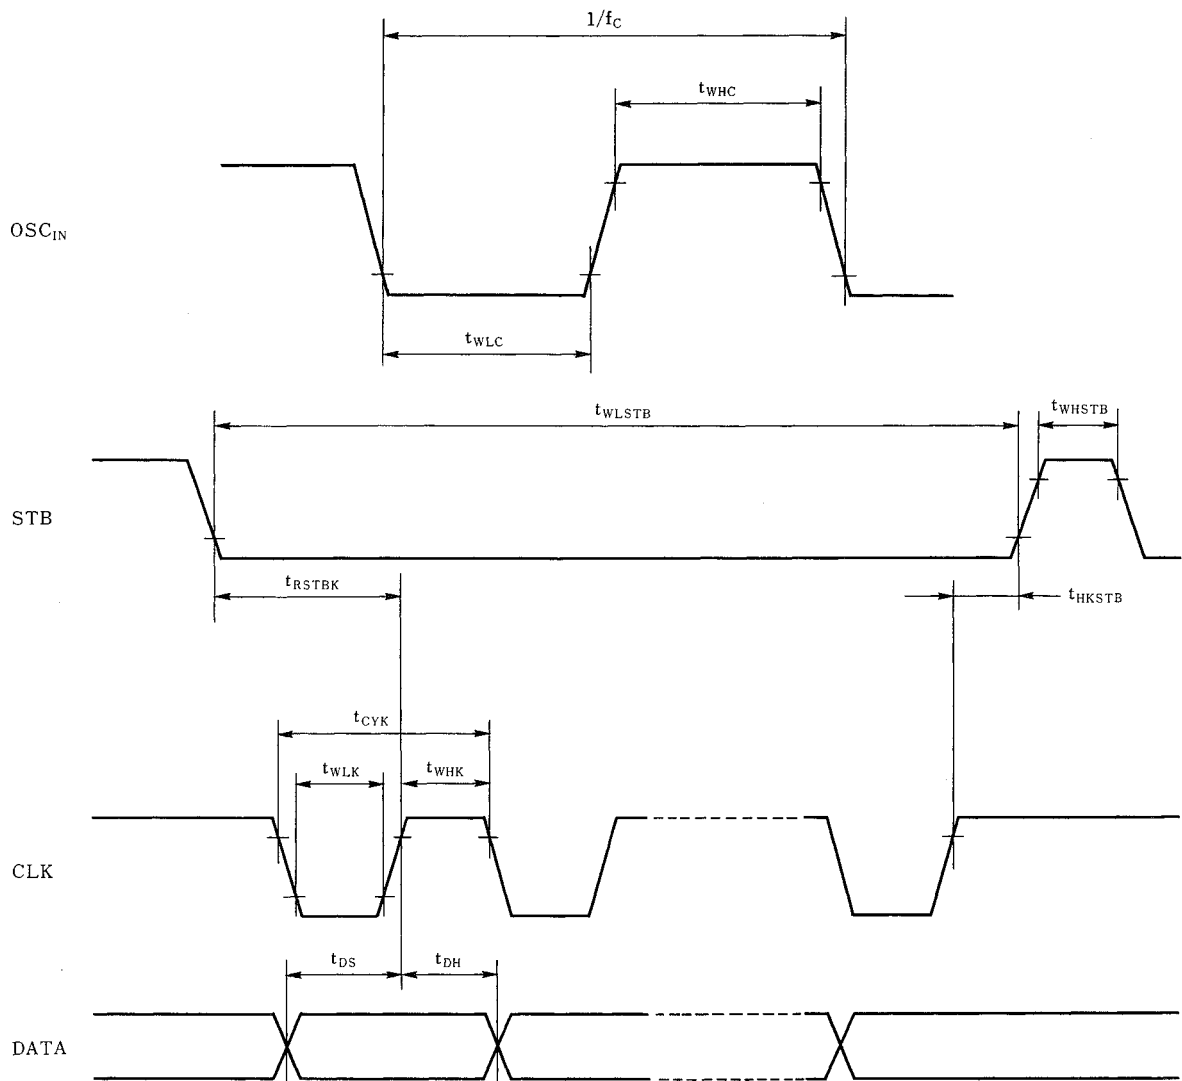 1/fC
tWHC
OSCIN
tWLC
tWLSTB
tWHSTB
STB
tRSTBK
tHKSTB
tCYK
tWLK
tWHK
CLK
tDS
tDH
DATA